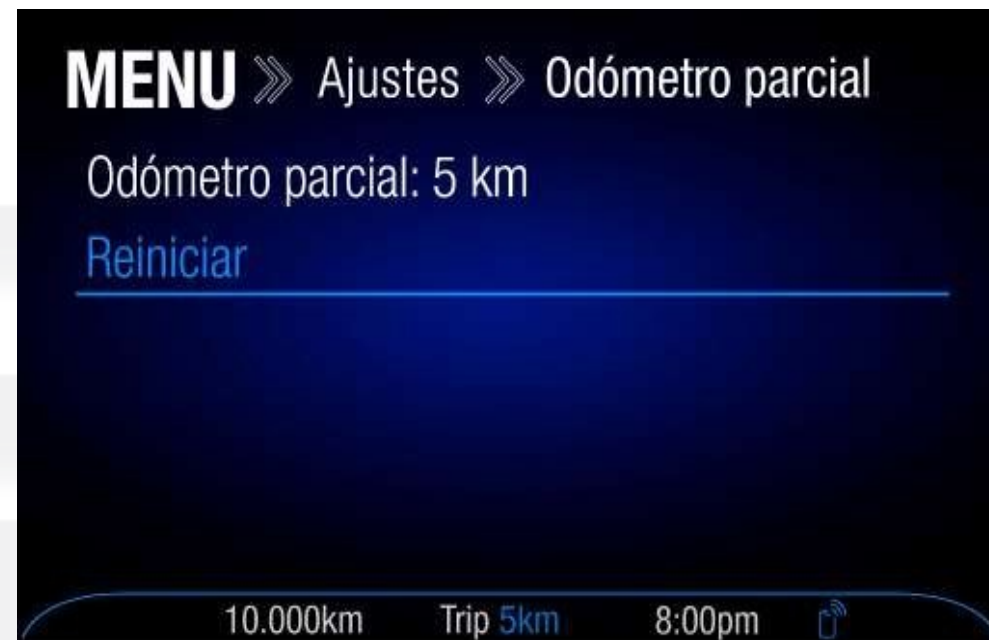 MENU Ajustes Odómetro parcial
Odómetro parcial: 5 km
Reiniciar
10.000km Trip 5km 8:00pm